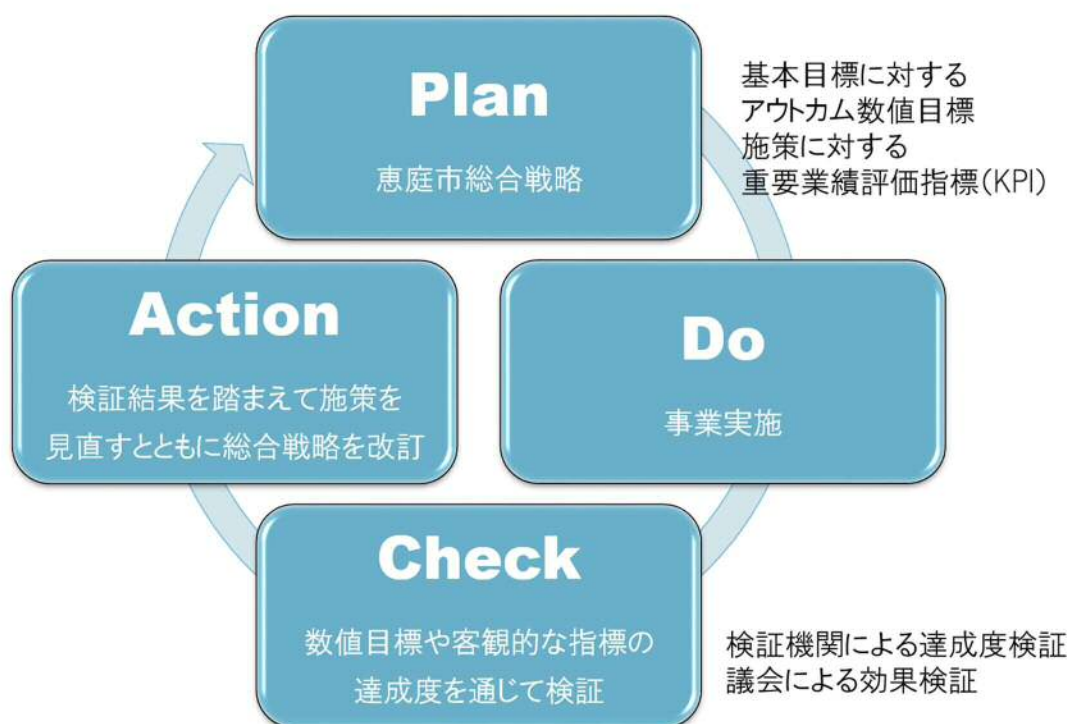 Plan
恵庭市総合戦略
基本目標に対する
アウトカム数値目標
施策に対する
重要業績評価指標(KPI)
Do
事業実施
Check
数値目標や客観的な指標の
達成度を通じて検証
検証機関による達成度検証
議会による効果検証
Action
検証結果を踏まえて施策を
見直すとともに総合戦略を改訂